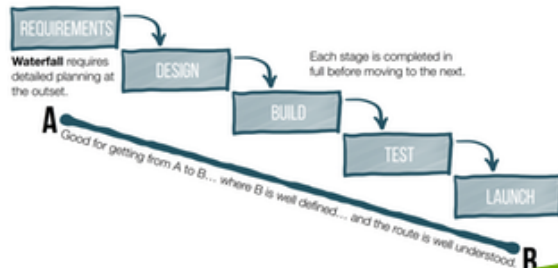 REQUIREMENTS
Waterfall requires
detailed planning at
the outset.
DESIGN
Each stage is completed in
full before moving to the next.
BUILD
TEST
LAUNCH
A
Good for getting from A to B... where B is well defined... and the route is well understood.
B